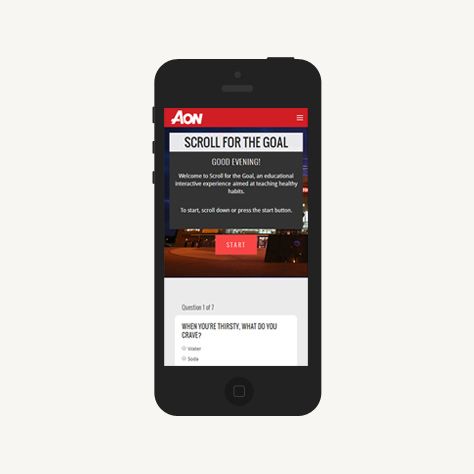 AON
SCROLL FOR THE GOAL
GOOD EVENING!
Welcome to Scroll for the Goal, an educational
interactive experience aimed at teaching healthy
habits.
To start, scroll down or press the start button.
START
Question 1 of 7
WHEN YOU'RE THIRSTY, WHAT DO YOU
CRAVE?
Water
Soda